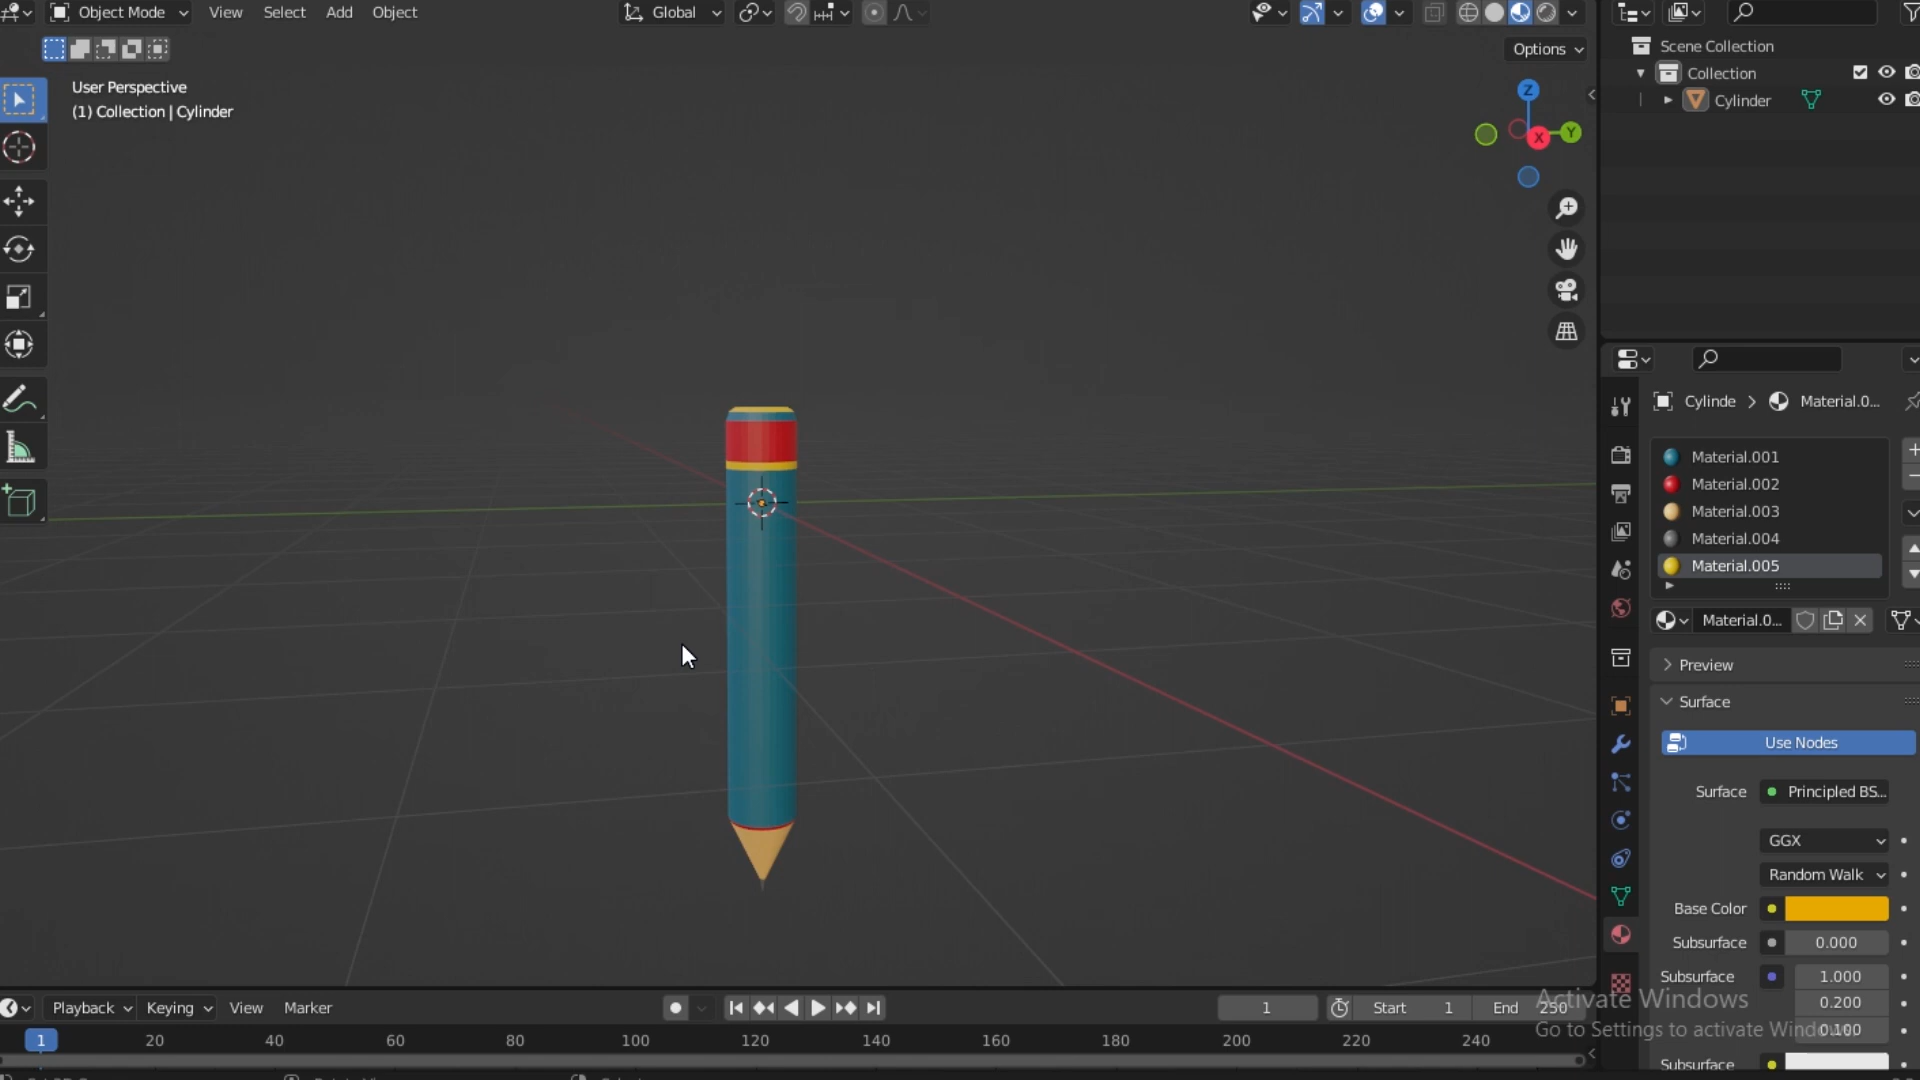 Object Mode View Select Add Object Global
Options
User Perspective
(1) Collection | Cylinder
Z
Y
X
Scene Collection
Collection
Cylinder
Cylinde > Material.0...
Material.001
Material.002
Material.003
Material.004
Material.005
Material.0...
Preview
Surface
Use Nodes
Surface Principled BS...
GGX
Random Walk
Base Color
Subsurface 0.000
Subsurface 1.000
0.200
0.100
Subsurface
Activate Windows
Go to Settings to activate Windows.
Playback Keying View Marker 1 Start 1 End 250
1 20 40 60 80 100 120 140 160 180 200 220 240